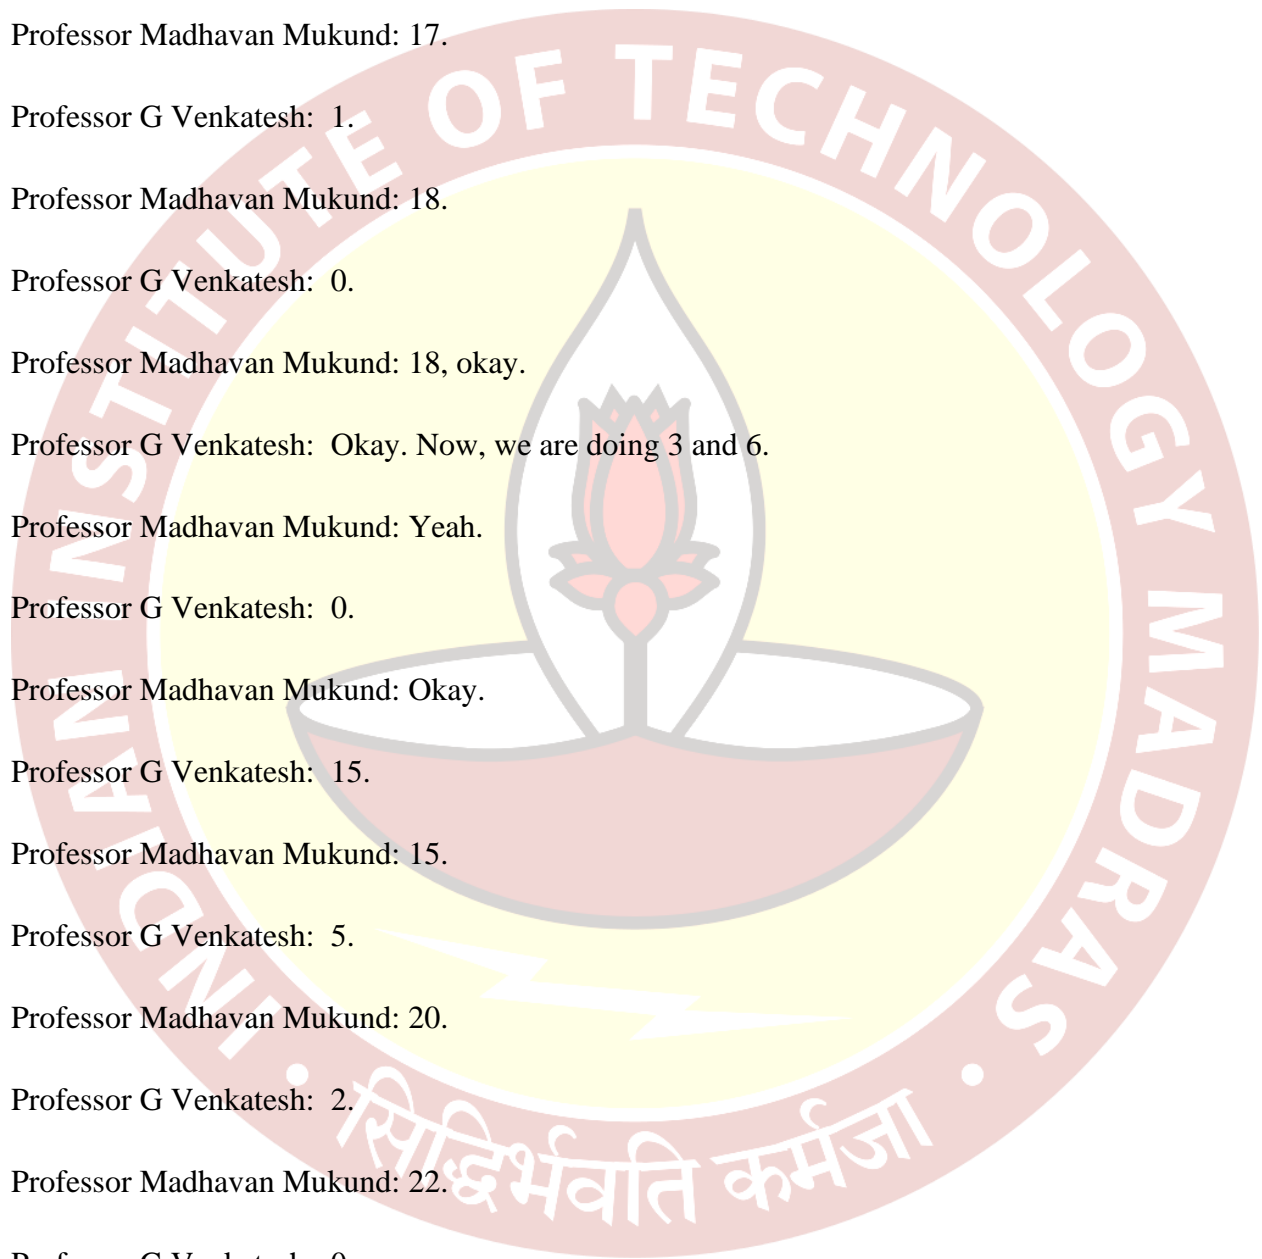 Professor Madhavan Mukund: 17.
Professor G Venkatesh: 1.
Professor Madhavan Mukund: 18.
Professor G Venkatesh: 0.
Professor Madhavan Mukund: 18, okay.
Professor G Venkatesh: Okay. Now, we are doing 3 and 6.
Professor Madhavan Mukund: Yeah.
Professor G Venkatesh: 0.
Professor Madhavan Mukund: Okay.
Professor G Venkatesh: 15.
Professor Madhavan Mukund: 15.
Professor G Venkatesh: 5.
Professor Madhavan Mukund: 20.
Professor G Venkatesh: 2.
Professor Madhavan Mukund: 22.
INDIAN INSTITUTE OF TECHNOLOGY MADRAS
सिद्धिर्भवति कर्मजा